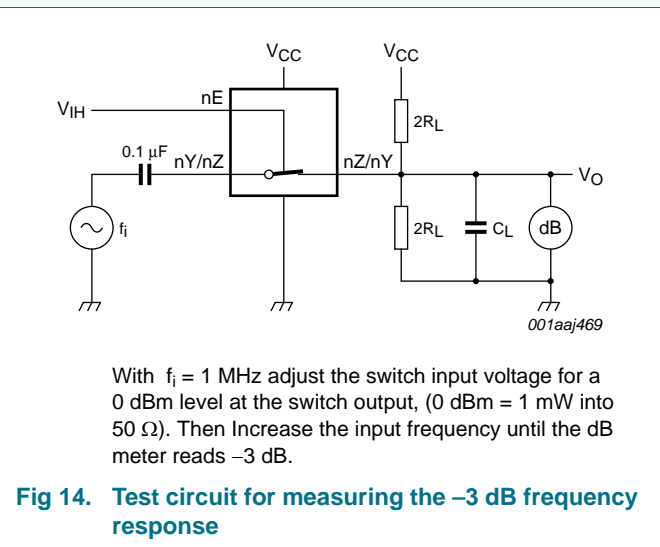 VCC VCC
nE
VIH
2RL
0.1 μF nY/nZ nZ/nY
VO
fi 2RL CL dB
001aaj469
With fi = 1 MHz adjust the switch input voltage for a
0 dBm level at the switch output, (0 dBm = 1 mW into
50 Ω). Then Increase the input frequency until the dB
meter reads −3 dB.
Fig 14. Test circuit for measuring the −3 dB frequency
response